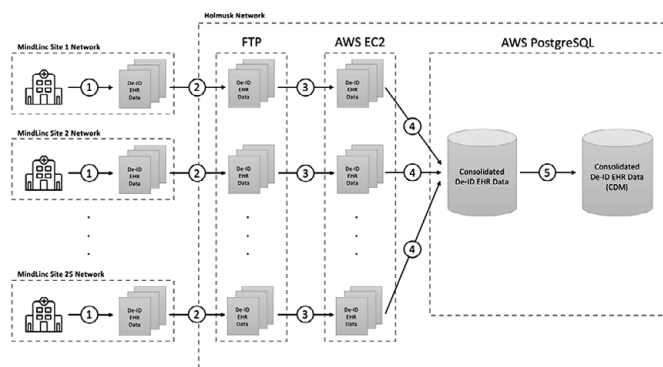 Holmusk Network
MindLinc Site 1 Network
FTP
AWS EC2
AWS PostgreSQL
1
De-ID
EHR
Data
2
De-ID
EHR
Data
3
De-ID
EHR
Data
4
MindLinc Site 2 Network
1
De-ID
EHR
Data
2
De-ID
EHR
Data
3
De-ID
EHR
Data
4
Consolidated
De-ID EHR Data
5
Consolidated
De-ID EHR Data
(CDM)
4
MindLinc Site 25 Network
1
De-ID
EHR
Data
2
De-ID
EHR
Data
3
De-ID
EHR
Data